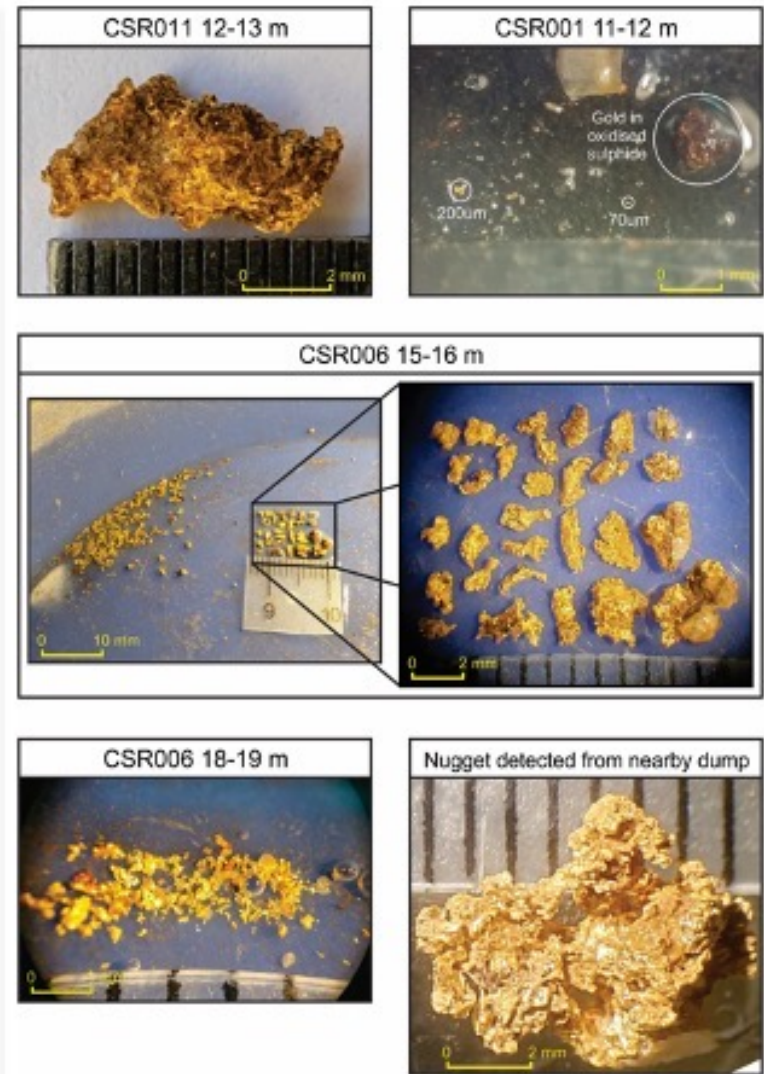 CSR011 12-13 m
0 2 mm
CSR001 11-12 m
Gold in
oxidised
sulphide
200um
70um
0 1 mm
CSR006 15-16 m
9 10
0 10 mm
0 2 mm
CSR006 18-19 m
0
Nugget detected from nearby dump
0 2 mm